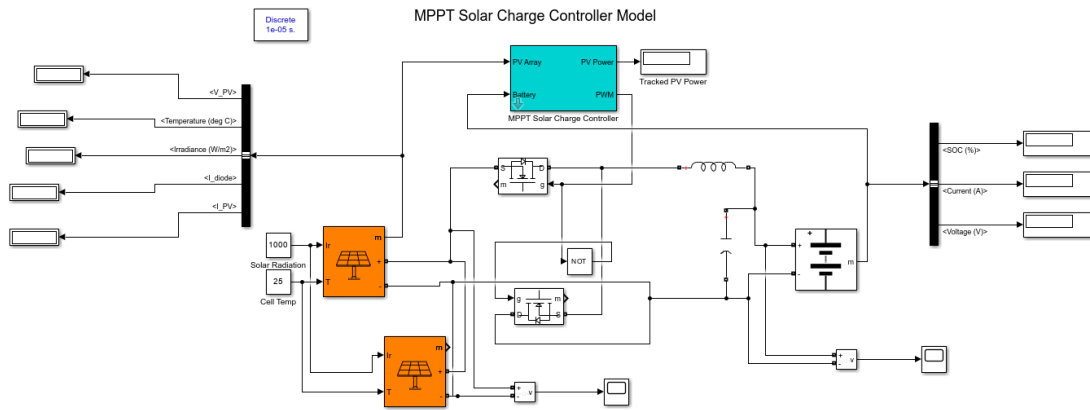 MPPT Solar Charge Controller Model
Discrete
1e-05 s.
PV Array
PV Power
Battery
PWM
MPPT Solar Charge Controller
Tracked PV Power
<V_PV>
<Temperature (deg C)>
<Irradiance (W/m2)>
<I_diode>
<I_PV>
<SOC (%)>
<Current (A)>
<Voltage (V)>
S
D
m
g
1000
Solar Radiation
25
Cell Temp
Ir
T
m
+
-
NOT
g
m
D
S
+
+
-
m
Ir
T
m
+
-
+
-
v
+
-
v